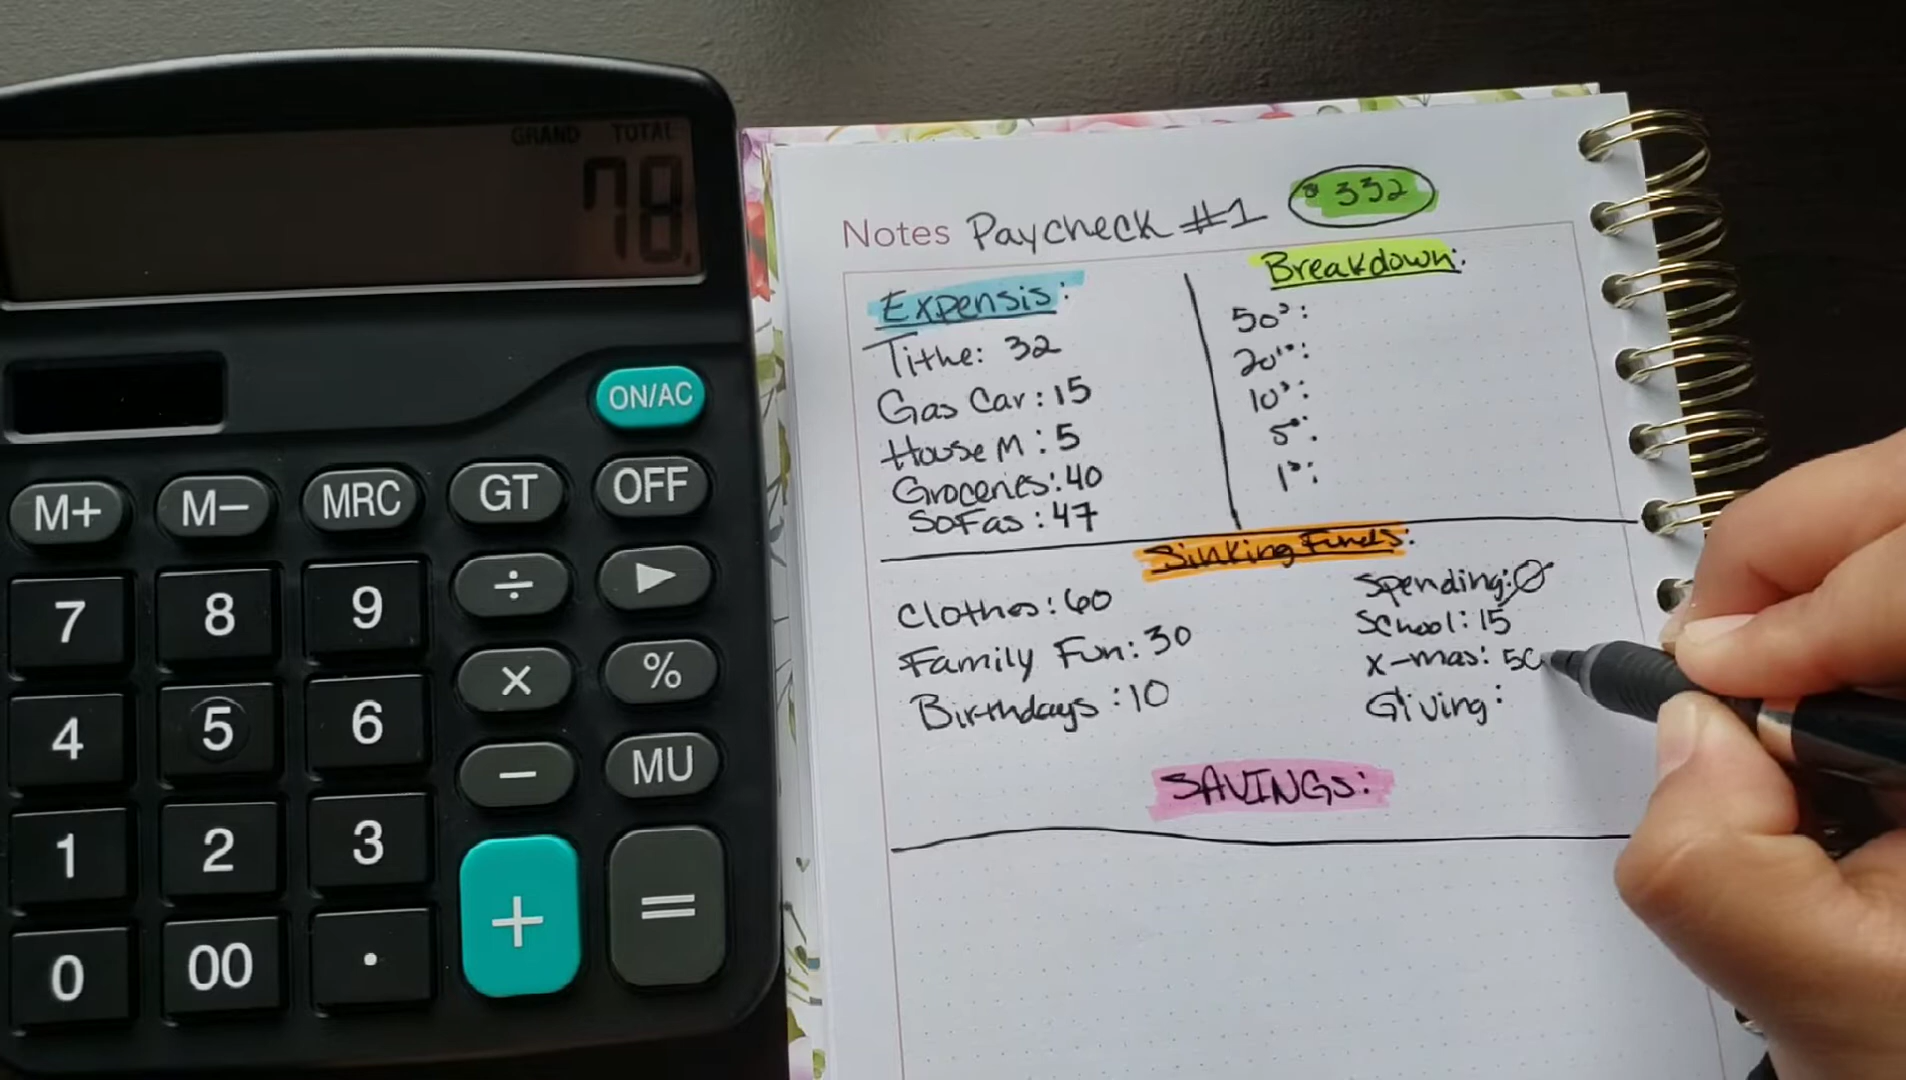 GRAND TOTAL
78.
ON/AC
M+ M− MRC GT OFF
7 8 9 ÷ ▶
4 5 6 × %
1 2 3 − MU
0 00 . + =
Notes Paycheck #1 $332
Expensis:
Tithe: 32
Gas Car: 15
House M: 5
Groceries: 40
Sofas: 47
Breakdown:
50's:
20's:
10's:
5's:
1's:
Sinking Funds:
Clothes: 60
Family Fun: 30
Birthdays: 10
Spending: 0
School: 15
X-mas: 50
Giving:
SAVINGS: